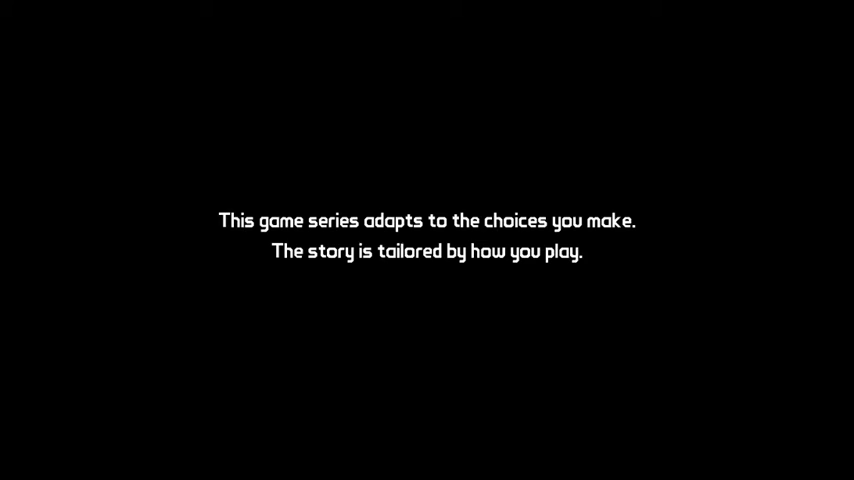 This game series adapts to the choices you make.
The story is tailored by how you play.